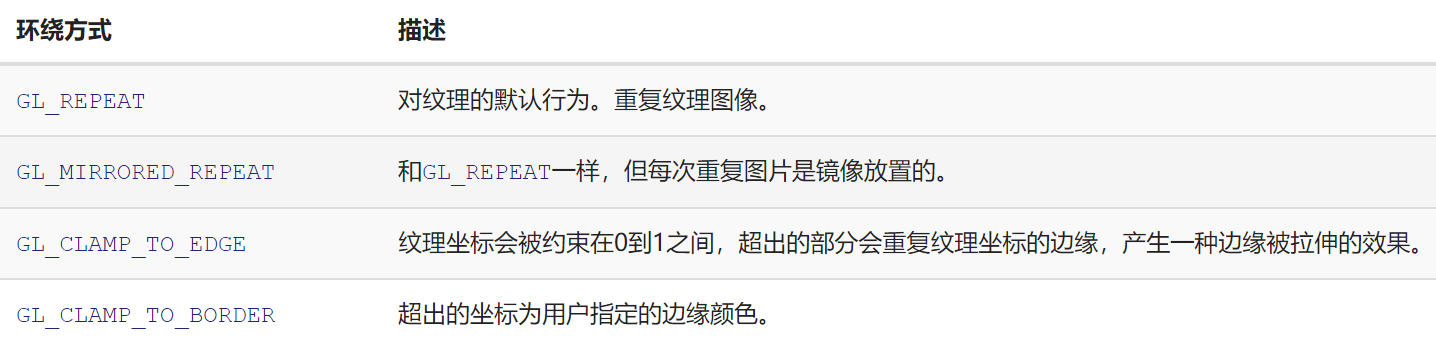 环绕方式 描述
GL_REPEAT 对纹理的默认行为。重复纹理图像。
GL_MIRRORED_REPEAT 和GL_REPEAT一样，但每次重复图片是镜像放置的。
GL_CLAMP_TO_EDGE 纹理坐标会被约束在0到1之间，超出的部分会重复纹理坐标的边缘，产生一种边缘被拉伸的效果。
GL_CLAMP_TO_BORDER 超出的坐标为用户指定的边缘颜色。